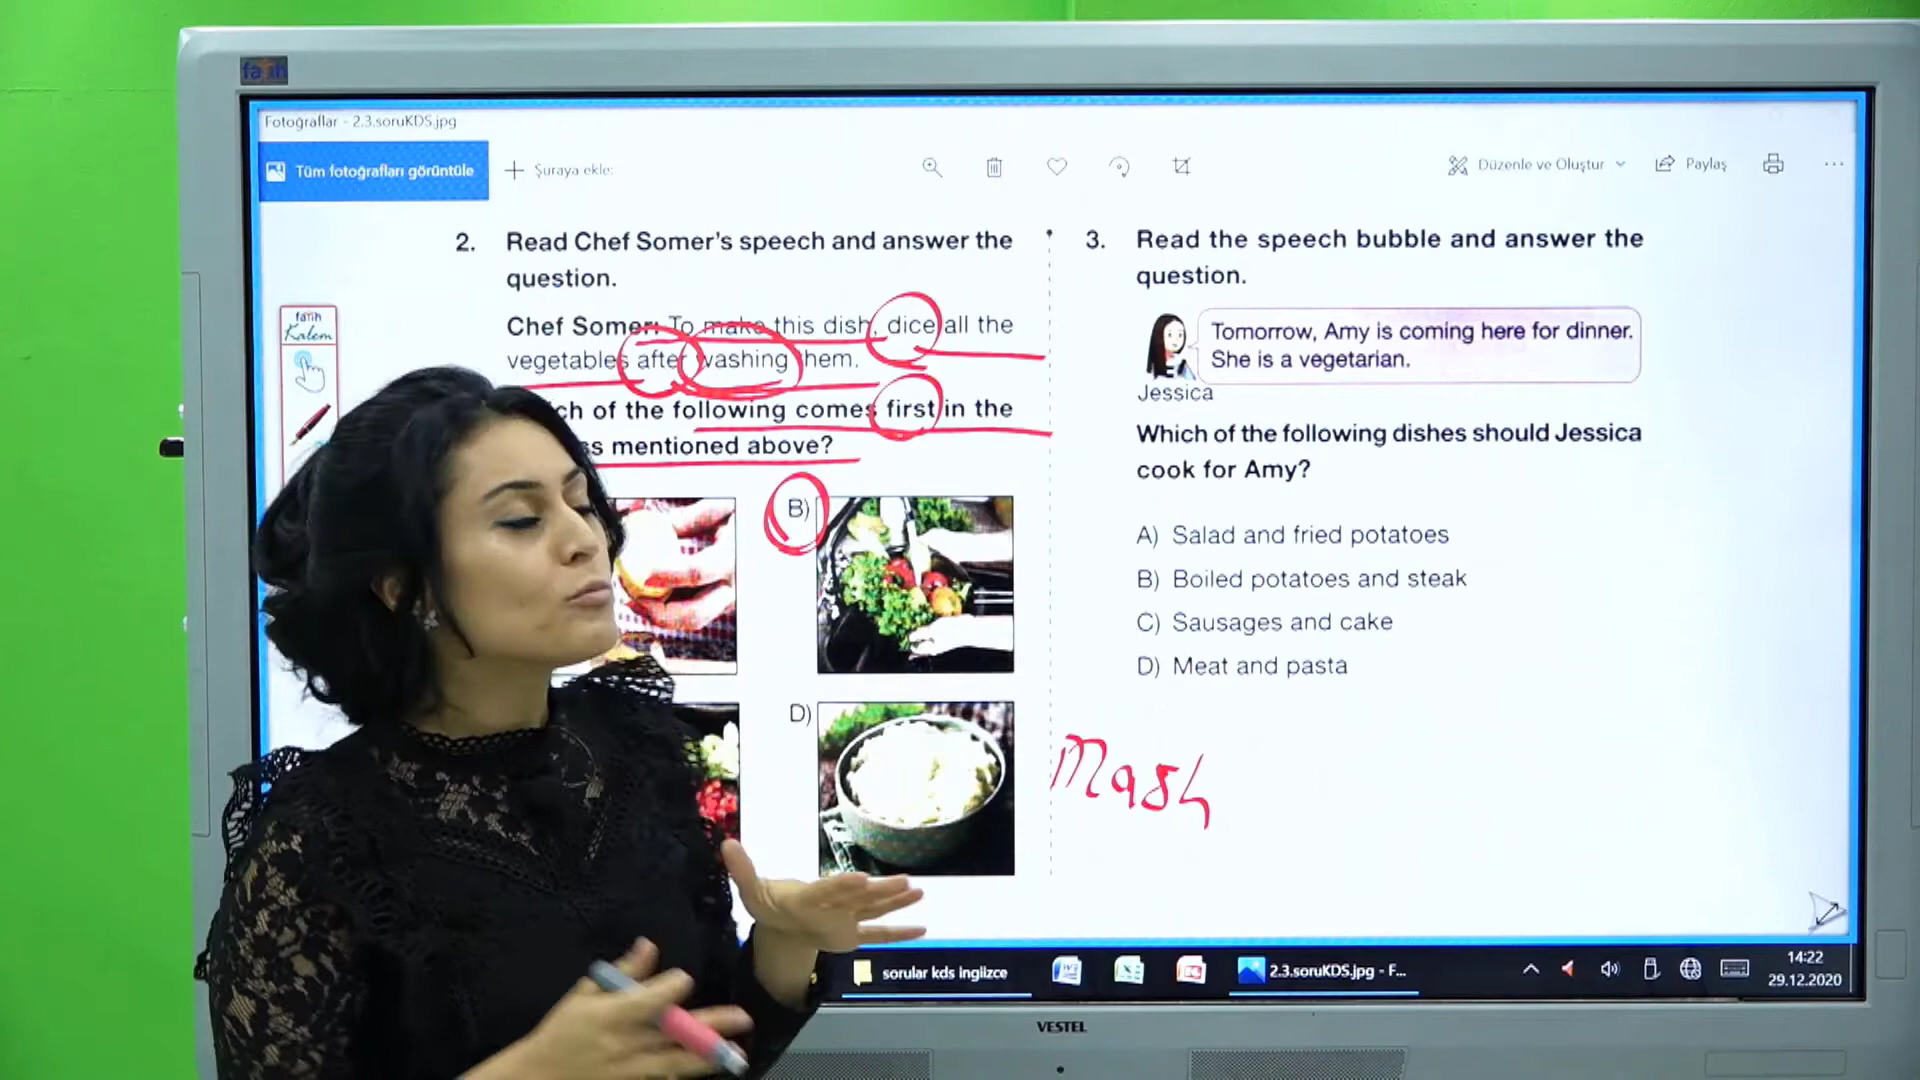 fatih
Fotoğraflar - 2.3.soruKDS.jpg
Tüm fotoğrafları görüntüle
Şuraya ekle:
Düzenle ve Oluştur
Paylaş
fatih
Kalem
2. Read Chef Somer's speech and answer the
question.
Chef Somer: To make this dish, dice all the
vegetables after washing them.
ch of the following comes first in the
ss mentioned above?
B)
D)
3. Read the speech bubble and answer the
question.
Tomorrow, Amy is coming here for dinner.
She is a vegetarian.
Jessica
Which of the following dishes should Jessica
cook for Amy?
A) Salad and fried potatoes
B) Boiled potatoes and steak
C) Sausages and cake
D) Meat and pasta
Mash
sorular kds ingiizce
2.3.soruKDS.jpg - F...
14:22
29.12.2020
VESTEL